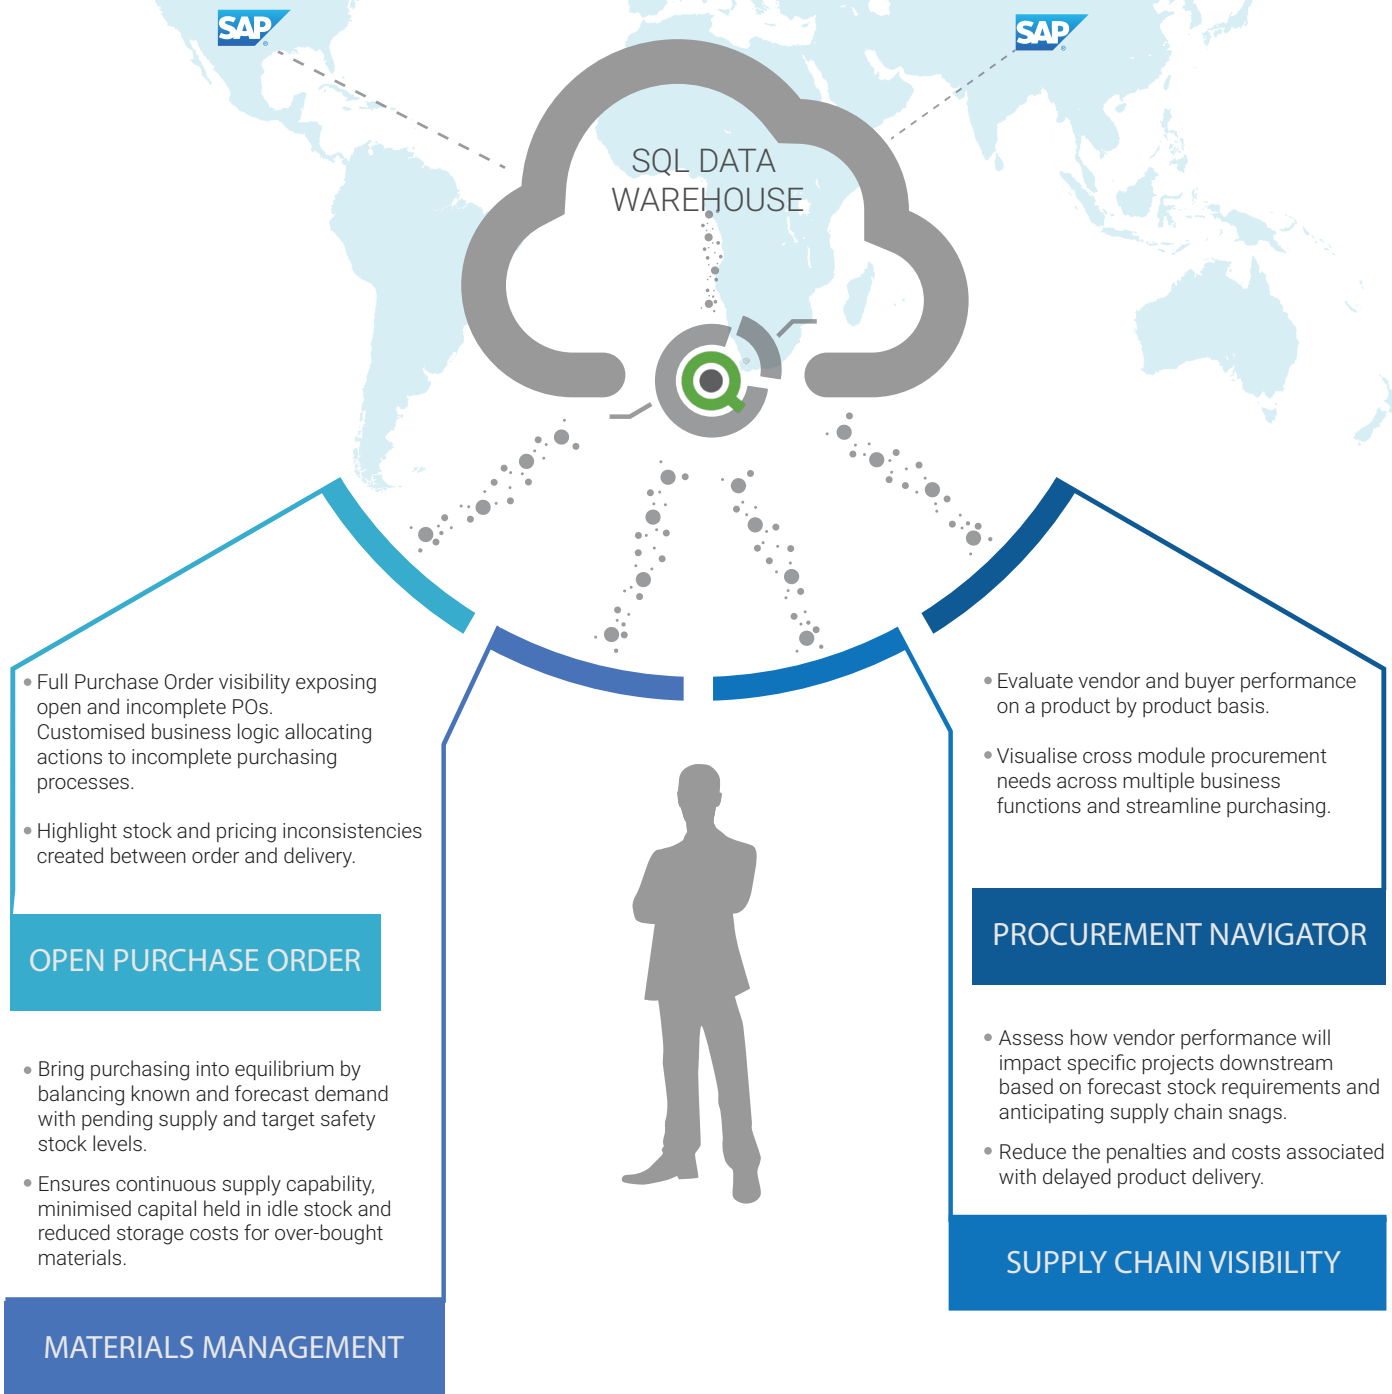 SAP
SAP
SQL DATA
WAREHOUSE
• Full Purchase Order visibility exposing
open and incomplete POs.
Customised business logic allocating
actions to incomplete purchasing
processes.
• Highlight stock and pricing inconsistencies
created between order and delivery.
OPEN PURCHASE ORDER
• Bring purchasing into equilibrium by
balancing known and forecast demand
with pending supply and target safety
stock levels.
• Ensures continuous supply capability,
minimised capital held in idle stock and
reduced storage costs for over-bought
materials.
MATERIALS MANAGEMENT
• Evaluate vendor and buyer performance
on a product by product basis.
• Visualise cross module procurement
needs across multiple business
functions and streamline purchasing.
PROCUREMENT NAVIGATOR
• Assess how vendor performance will
impact specific projects downstream
based on forecast stock requirements and
anticipating supply chain snags.
• Reduce the penalties and costs associated
with delayed product delivery.
SUPPLY CHAIN VISIBILITY